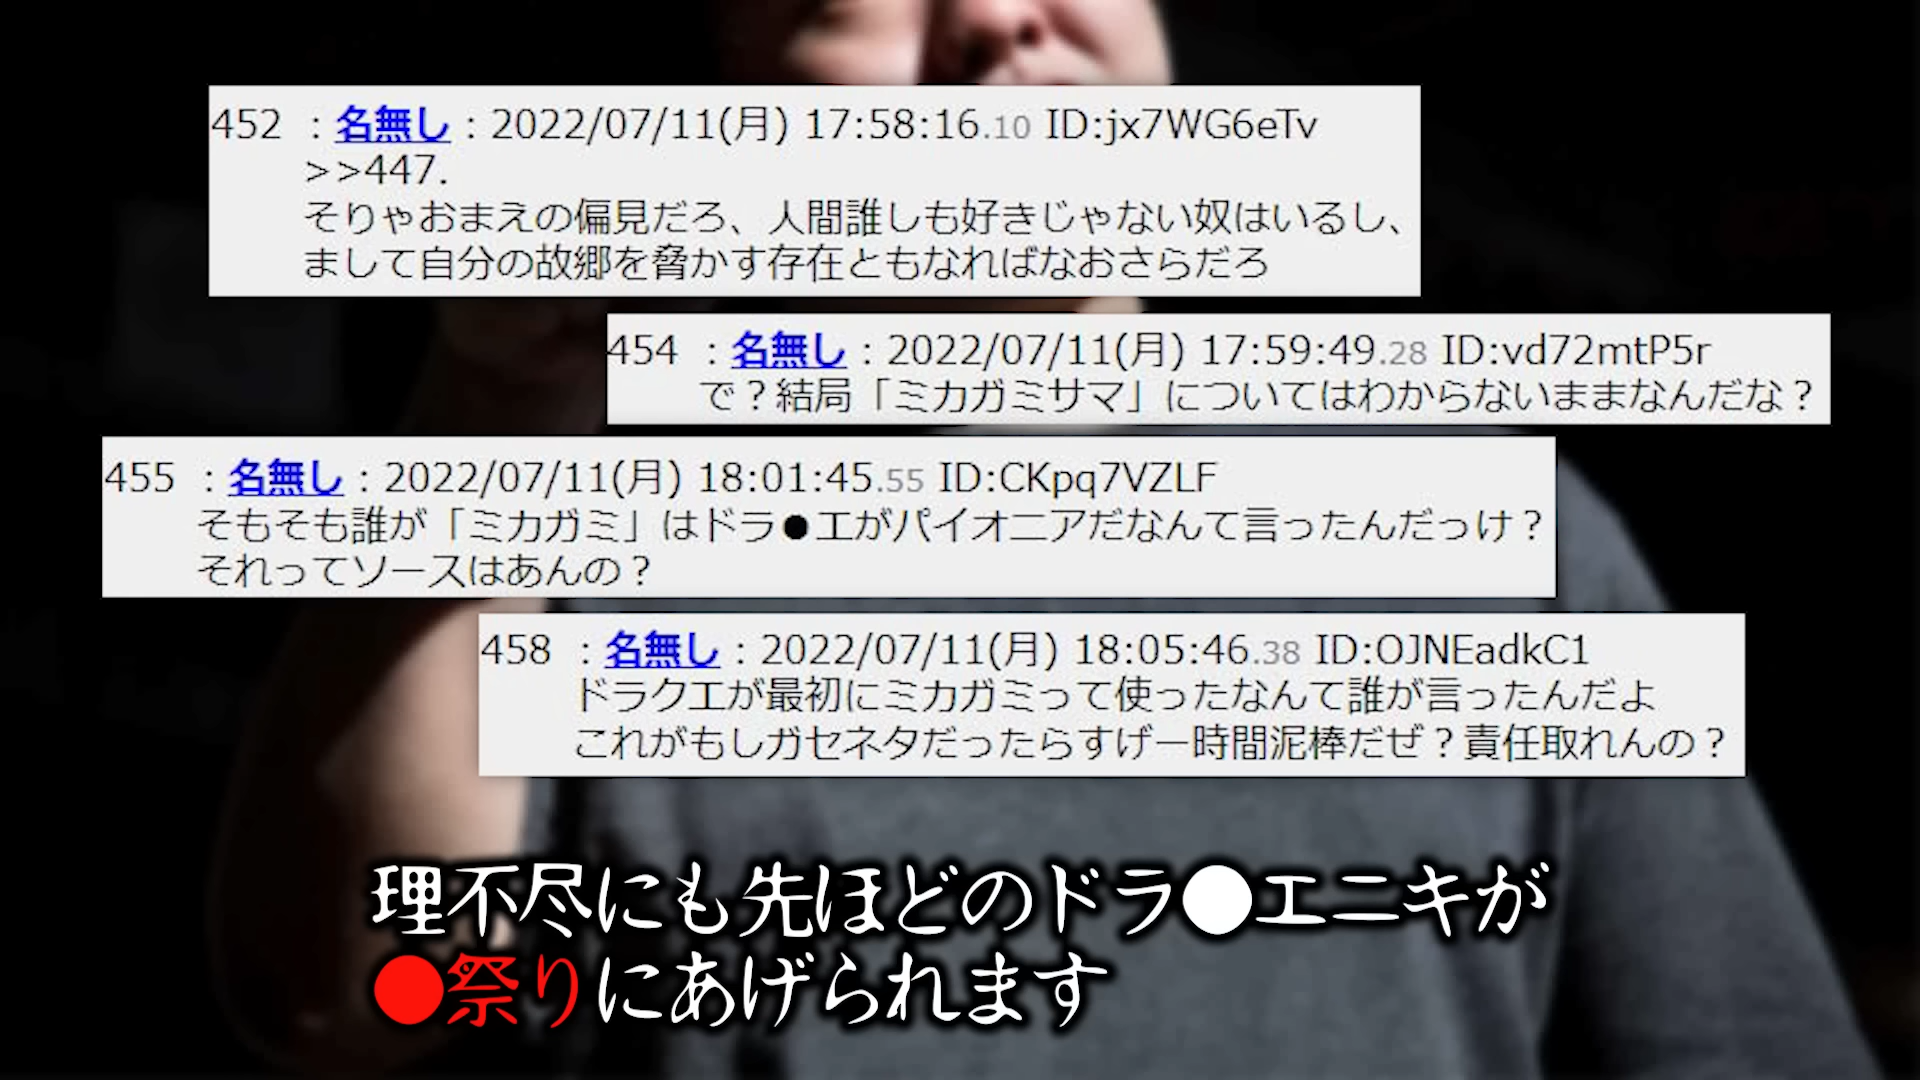 452 ：名無し：2022/07/11(月) 17:58:16.10 ID:jx7WG6eTv
>>447.
そりゃおまえの偏見だろ、人間誰しも好きじゃない奴はいるし、
まして自分の故郷を脅かす存在ともなればなおさらだろ
454 ：名無し：2022/07/11(月) 17:59:49.28 ID:vd72mtP5r
で？結局「ミカガミサマ」についてはわからないままなんだな？
455 ：名無し：2022/07/11(月) 18:01:45.55 ID:CKpq7VZLF
そもそも誰が「ミカガミ」はドラ●エがパイオニアだなんて言ったんだっけ？
それってソースはあんの？
458 ：名無し：2022/07/11(月) 18:05:46.38 ID:OJNEadkC1
ドラクエが最初にミカガミって使ったなんて誰が言ったんだよ
これがもしガセネタだったらすげー時間泥棒だぜ？責任取れんの？
理不尽にも先ほどのドラ●エニキが
●祭りにあげられます